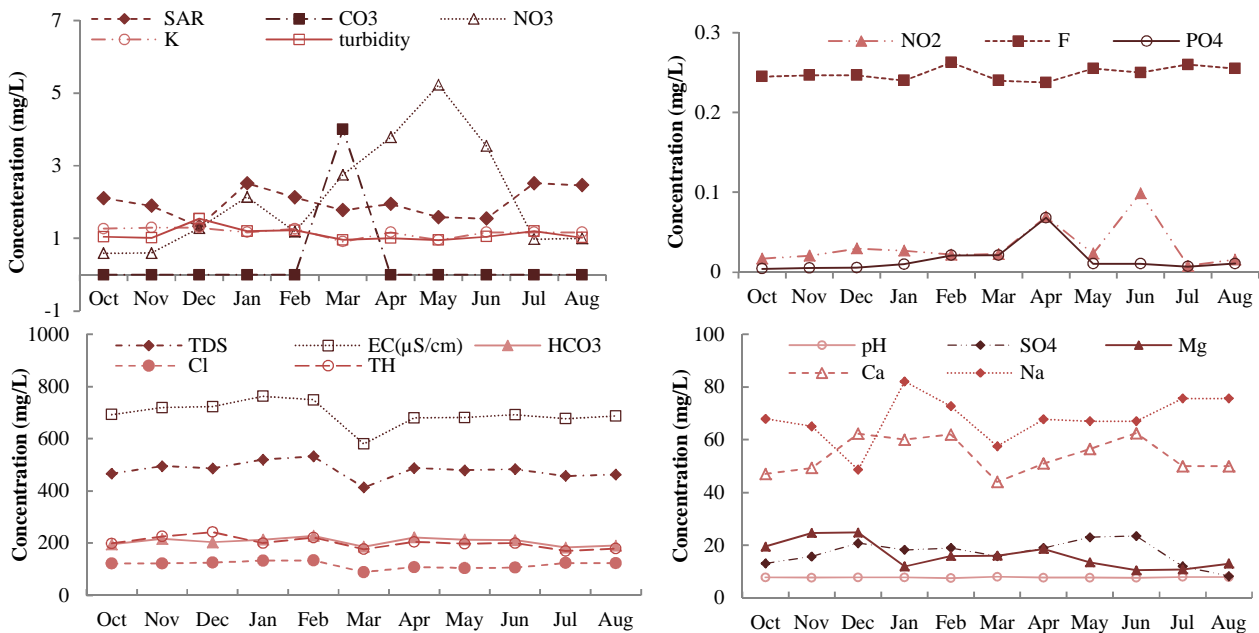 SAR CO3 NO3
K turbidity
Concenteration (mg/L)
7
5
3
1
-1
Oct Nov Dec Jan Feb Mar Apr May Jun Jul Aug
NO2 F PO4
Concentration (mg/L)
0.3
0.2
0.1
0
Oct Nov Dec Jan Feb Mar Apr May Jun Jul Aug
TDS EC(µS/cm) HCO3
Cl TH
Concentration (mg/L)
1000
800
600
400
200
0
Oct Nov Dec Jan Feb Mar Apr May Jun Jul Aug
pH SO4 Mg
Ca Na
Concentration (mg/L)
100
80
60
40
20
0
Oct Nov Dec Jan Feb Mar Apr May Jun Jul Aug